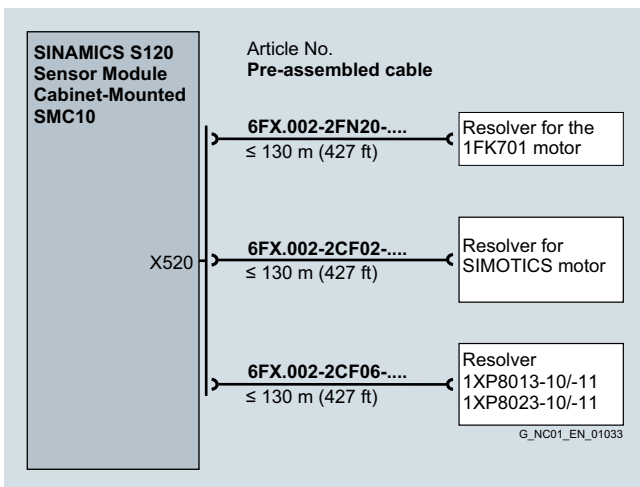 SINAMICS S120
Sensor Module
Cabinet-Mounted
SMC10
Article No.
Pre-assembled cable
6FX.002-2FN20-....
≤ 130 m (427 ft)
Resolver for the
1FK701 motor
X520
6FX.002-2CF02-....
≤ 130 m (427 ft)
Resolver for
SIMOTICS motor
6FX.002-2CF06-....
≤ 130 m (427 ft)
Resolver
1XP8013-10/-11
1XP8023-10/-11
G_NC01_EN_01033